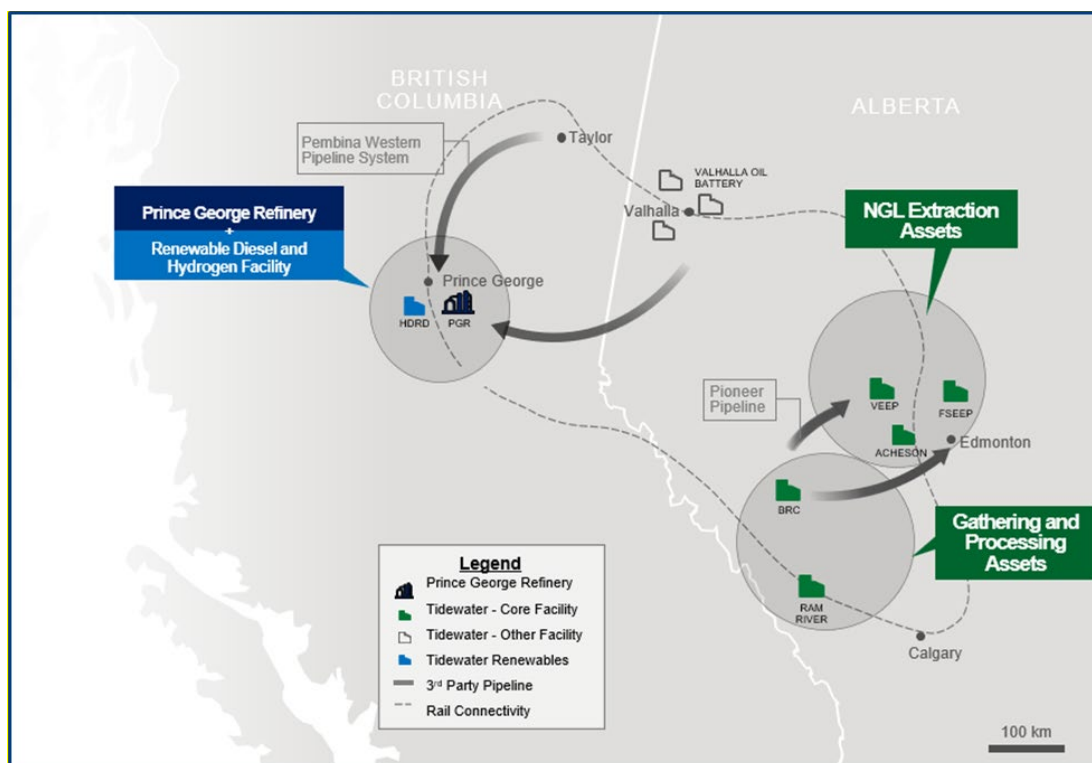 BRITISH
COLUMBIA
ALBERTA
Pembina Western
Pipeline System
Taylor
VALHALLA OIL
BATTERY
Valhalla
Prince George Refinery
+
Renewable Diesel and
Hydrogen Facility
NGL Extraction
Assets
Prince George
HDRD
PGR
Pioneer
Pipeline
VEEP
FSEEP
ACHESON
Edmonton
BRC
Gathering and
Processing
Assets
RAM
RIVER
Calgary
Legend
Prince George Refinery
Tidewater - Core Facility
Tidewater - Other Facility
Tidewater Renewables
3rd Party Pipeline
Rail Connectivity
100 km